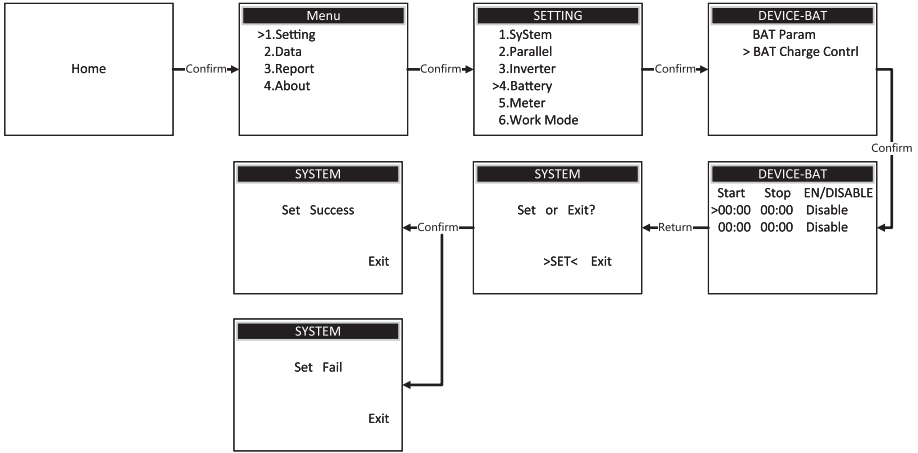 Home
Confirm
Menu
>1.Setting
2.Data
3.Report
4.About
Confirm
SETTING
1.SyStem
2.Parallel
3.Inverter
>4.Battery
5.Meter
6.Work Mode
Confirm
DEVICE-BAT
BAT Param
> BAT Charge Contrl
Confirm
DEVICE-BAT
Start Stop EN/DISABLE
>00:00 00:00 Disable
00:00 00:00 Disable
Return
SYSTEM
Set or Exit?
>SET< Exit
Confirm
SYSTEM
Set Success
Exit
SYSTEM
Set Fail
Exit